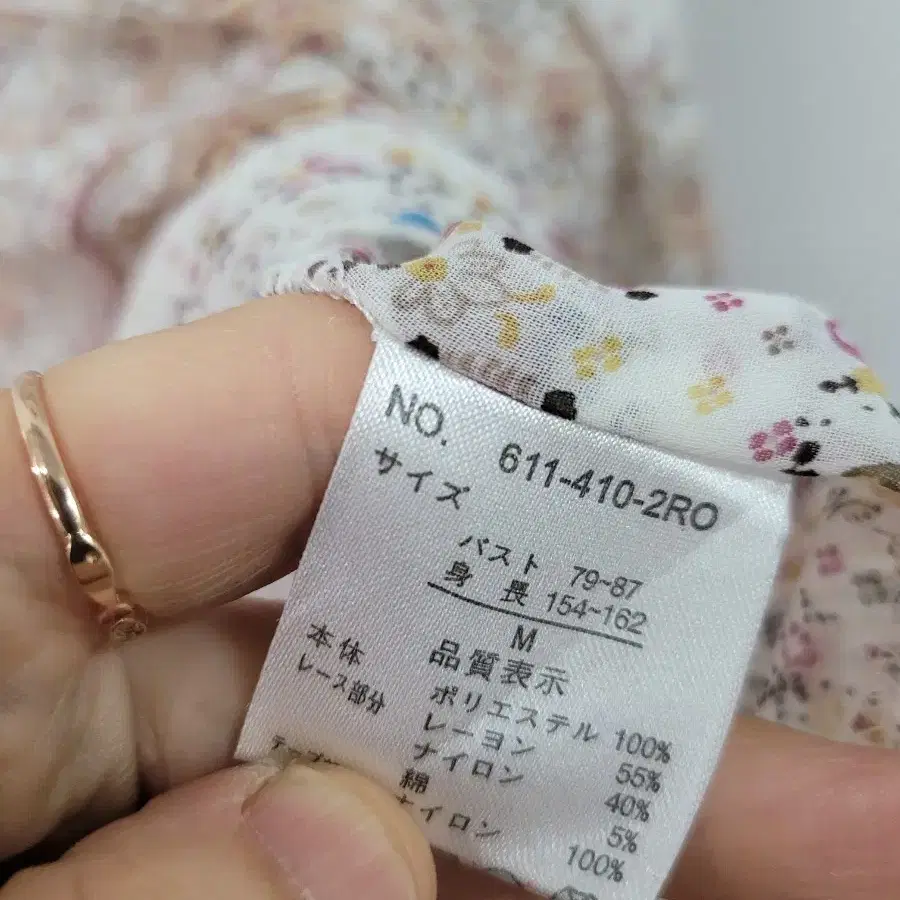 NO. 611-410-2RO
サイズ
バスト 79~87
身長 154~162
M
品質表示
本体 ポリエステル 100%
レース部分 レーヨン 55%
ナイロン 40%
綿 5%
ナイロン 100%